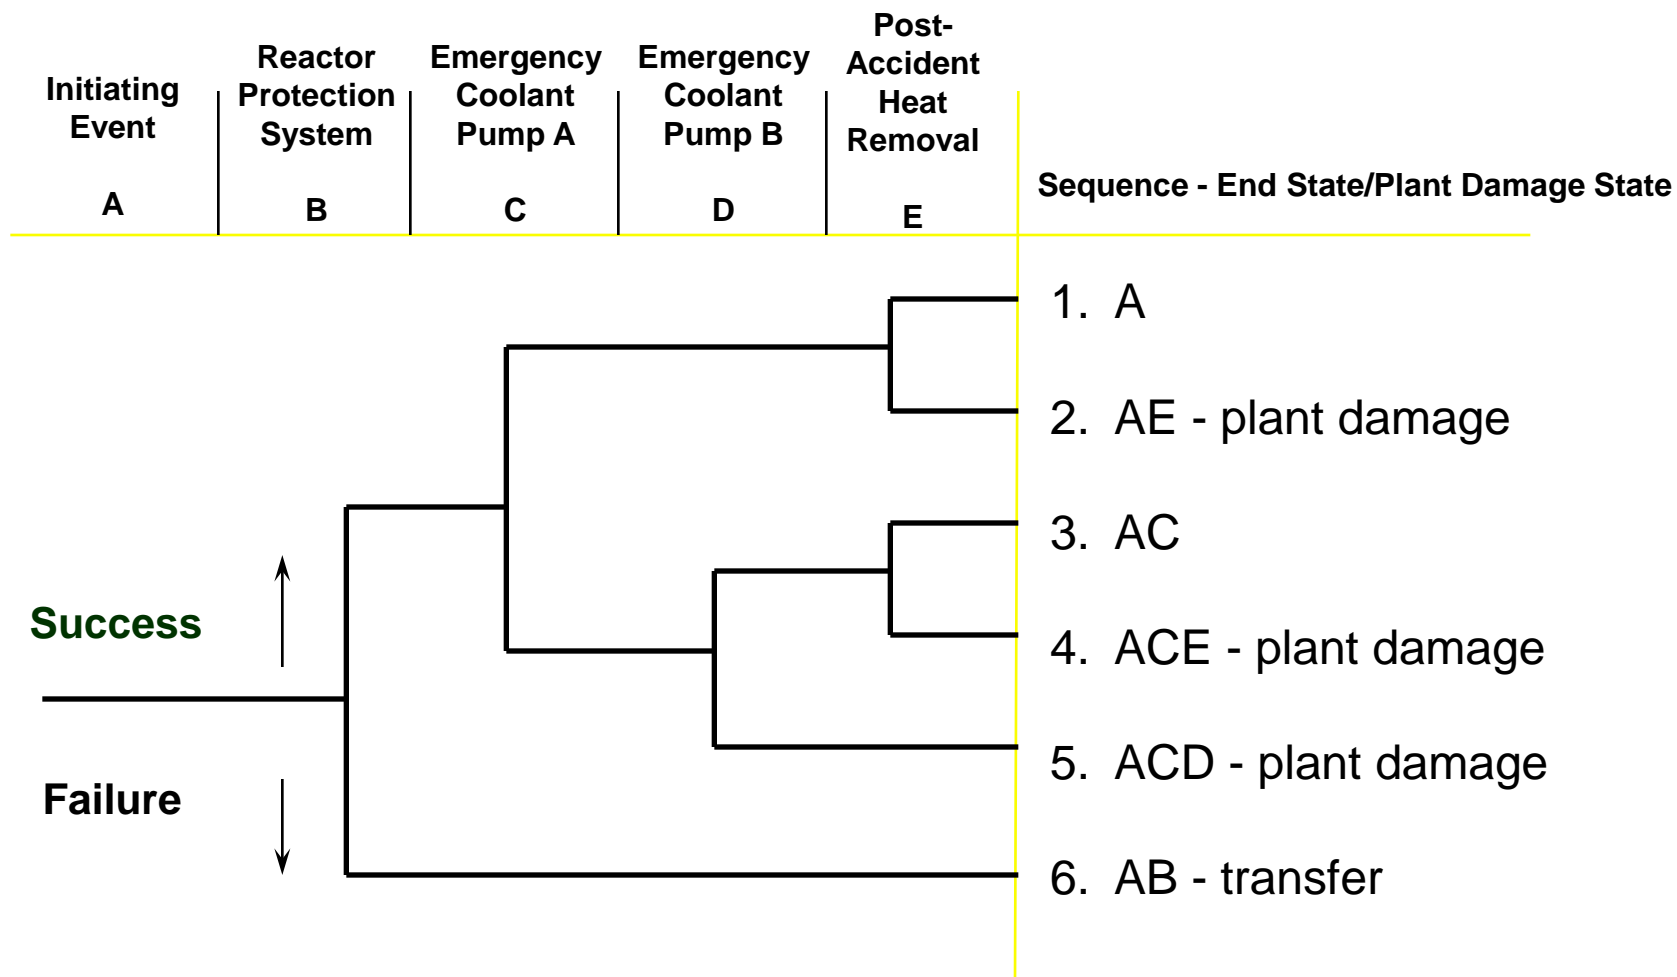 Initiating
Event
A
Reactor
Protection
System
B
Emergency
Coolant
Pump A
C
Emergency
Coolant
Pump B
D
Post-
Accident
Heat
Removal
E
Sequence - End State/Plant Damage State
1. A
2. AE - plant damage
3. AC
4. ACE - plant damage
5. ACD - plant damage
6. AB - transfer
Success
Failure